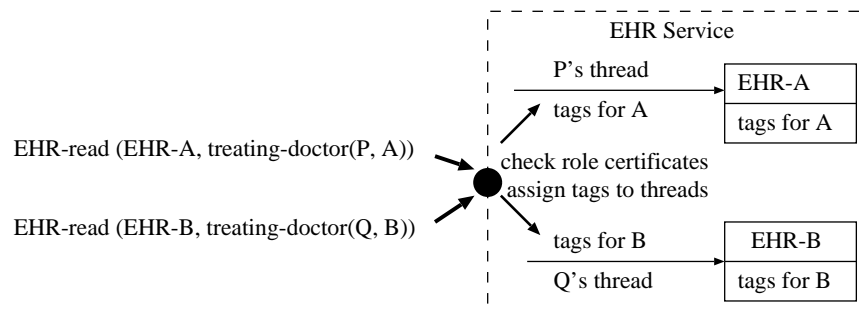 EHR Service
P's thread
tags for A
EHR-A
tags for A
EHR-read (EHR-A, treating-doctor(P, A))
check role certificates
assign tags to threads
EHR-read (EHR-B, treating-doctor(Q, B))
tags for B
Q's thread
EHR-B
tags for B